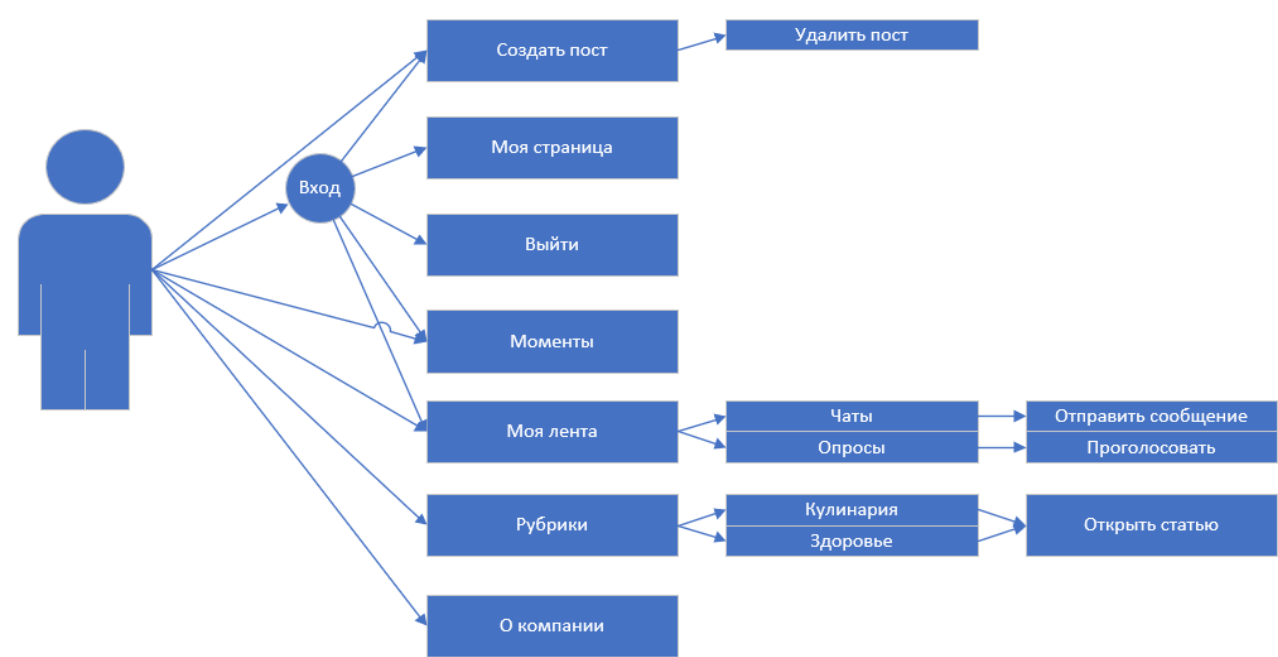 Создать пост
Удалить пост
Моя страница
Вход
Выйти
Моменты
Моя лента
Чаты
Отправить сообщение
Опросы
Проголосовать
Рубрики
Кулинария
Здоровье
Открыть статью
О компании